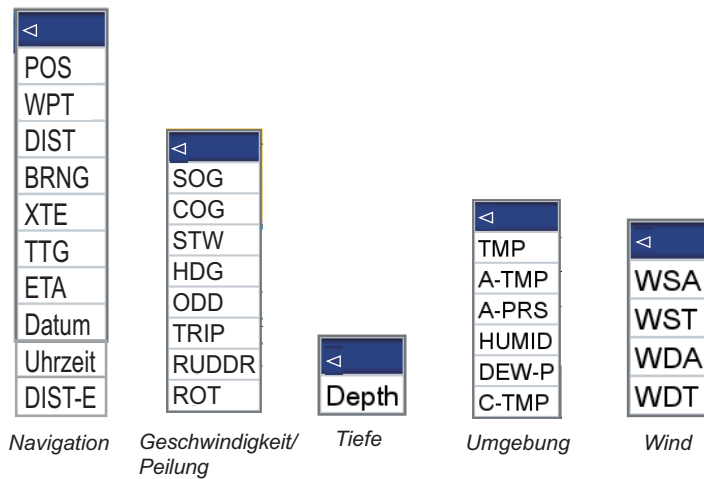 POS
WPT
DIST
BRNG
XTE
TTG
ETA
Datum
Uhrzeit
DIST-E
Navigation
SOG
COG
STW
HDG
ODD
TRIP
RUDDR
ROT
Geschwindigkeit/
Peilung
Depth
Tiefe
TMP
A-TMP
A-PRS
HUMID
DEW-P
C-TMP
Umgebung
WSA
WST
WDA
WDT
Wind